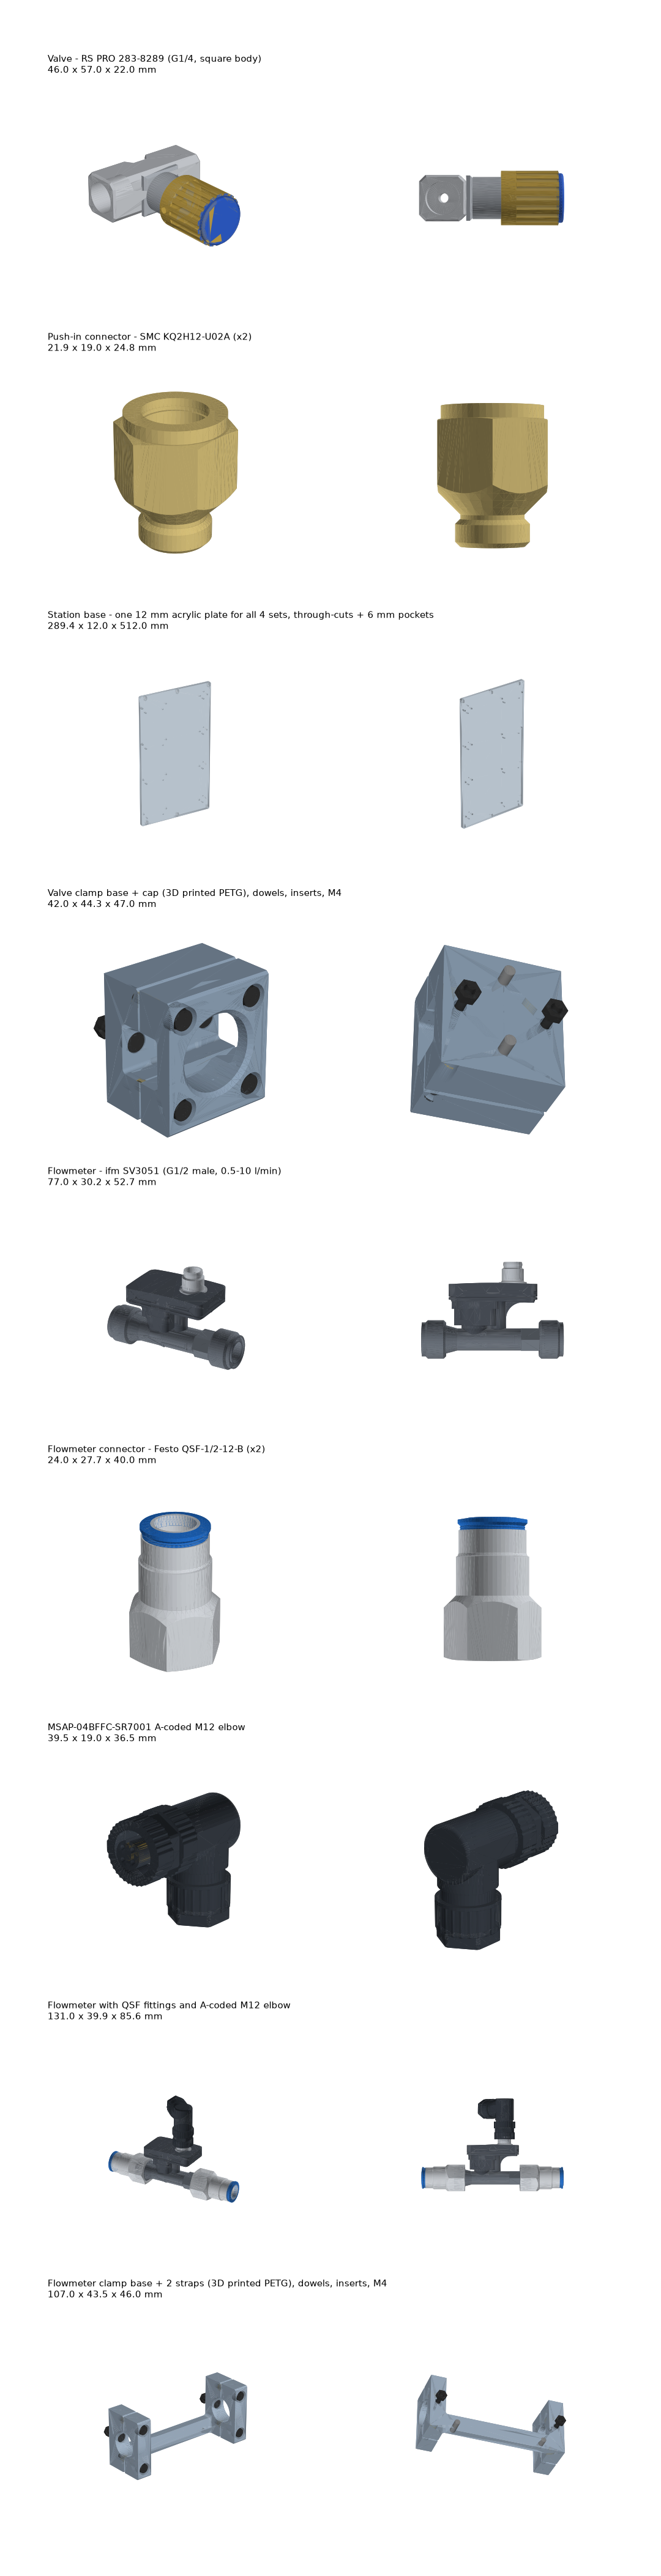 Valve - RS PRO 283-8289 (G1/4, square body)
46.0 x 57.0 x 22.0 mm
Push-in connector - SMC KQ2H12-U02A (x2)
21.9 x 19.0 x 24.8 mm
Station base - one 12 mm acrylic plate for all 4 sets, through-cuts + 6 mm pockets
289.4 x 12.0 x 512.0 mm
Valve clamp base + cap (3D printed PETG), dowels, inserts, M4
42.0 x 44.3 x 47.0 mm
Flowmeter - ifm SV3051 (G1/2 male, 0.5-10 l/min)
77.0 x 30.2 x 52.7 mm
Flowmeter connector - Festo QSF-1/2-12-B (x2)
24.0 x 27.7 x 40.0 mm
MSAP-04BFFC-SR7001 A-coded M12 elbow
39.5 x 19.0 x 36.5 mm
Flowmeter with QSF fittings and A-coded M12 elbow
131.0 x 39.9 x 85.6 mm
Flowmeter clamp base + 2 straps (3D printed PETG), dowels, inserts, M4
107.0 x 43.5 x 46.0 mm